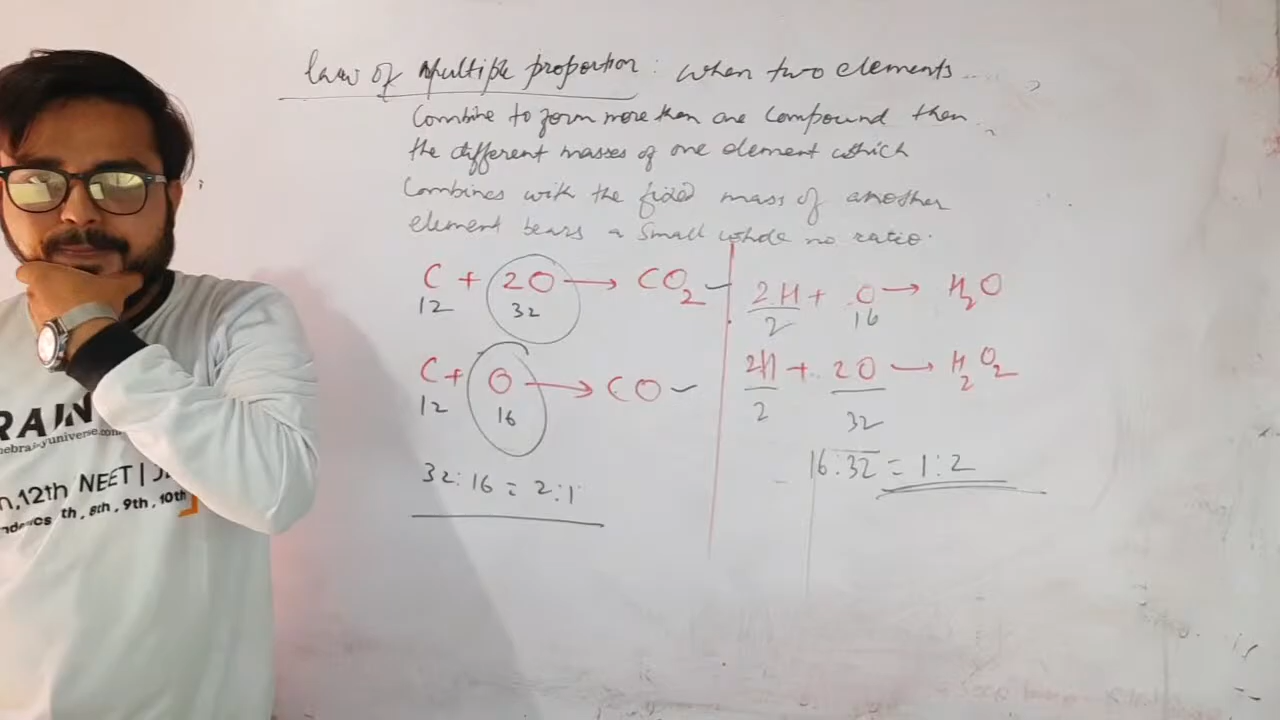 law of Multiple proportion : when two elements
Combine to form more than one Compound then
the different masses of one element which
Combines with the fixed mass of another
element bears a small whole no ratio.
C + 2O → CO2
12 32
C + O → CO
12 16
32:16 = 2:1
2H + O → H2O
2 16
2H + 2O → H2O2
2 32
16:32 = 1:2
RAIN
12th NEET |
th, 8th, 9th, 10th